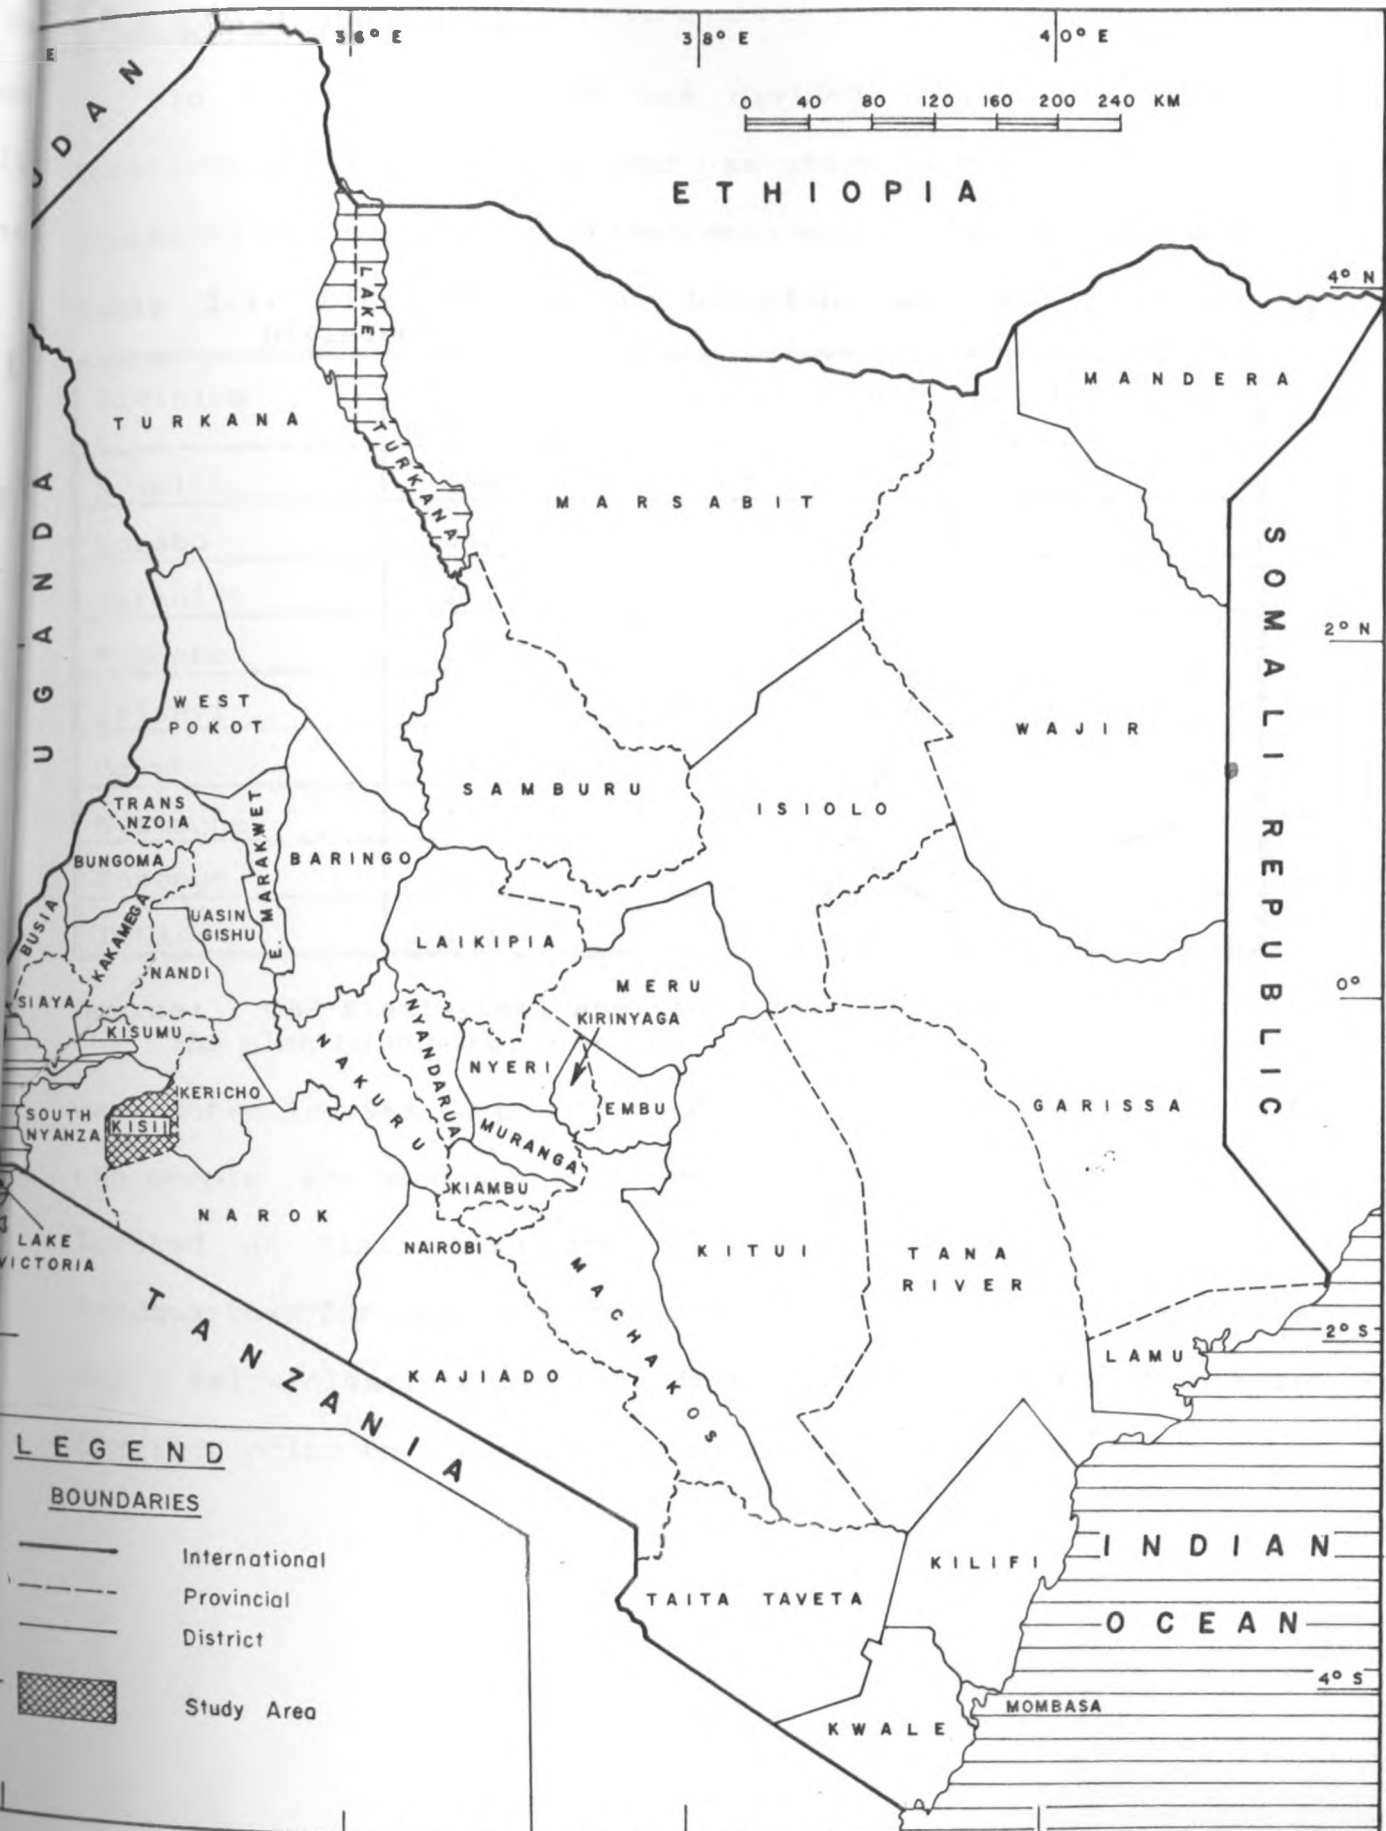 36° E
38° E
40° E
E
0 40 80 120 160 200 240 KM
UDAN
ETHIOPIA
4° N
LAKE TURKANA
MANDERA
TURKANA
MARSABIT
UGANDA
SOMALI REPUBLIC
2° N
WEST
POKOT
WAJIR
SAMBURU
ISIOLO
TRANS
NZOIA
BUNGOMA
E. MARAKWET
BARINGO
BUSIA
KAKAMEGA
UASIN
GISHU
LAIKIPIA
NANDI
SIAYA
MERU
0°
KISUMU
KIRINYAGA
NAKURU
NYANDARUA
NYERI
KERICHO
EMBU
GARISSA
SOUTH
NYANZA
KISII
MURANGA
KIAMBU
NAROK
NAIROBI
KITUI
TANA
RIVER
LAKE
VICTORIA
MACHAKOS
TANZANIA
2° S
LAMU
KAJIADO
LEGEND
BOUNDARIES
International
Provincial
District
Study Area
INDIAN
OCEAN
KILIFI
TAITA TAVETA
4° S
MOMBASA
KWALE